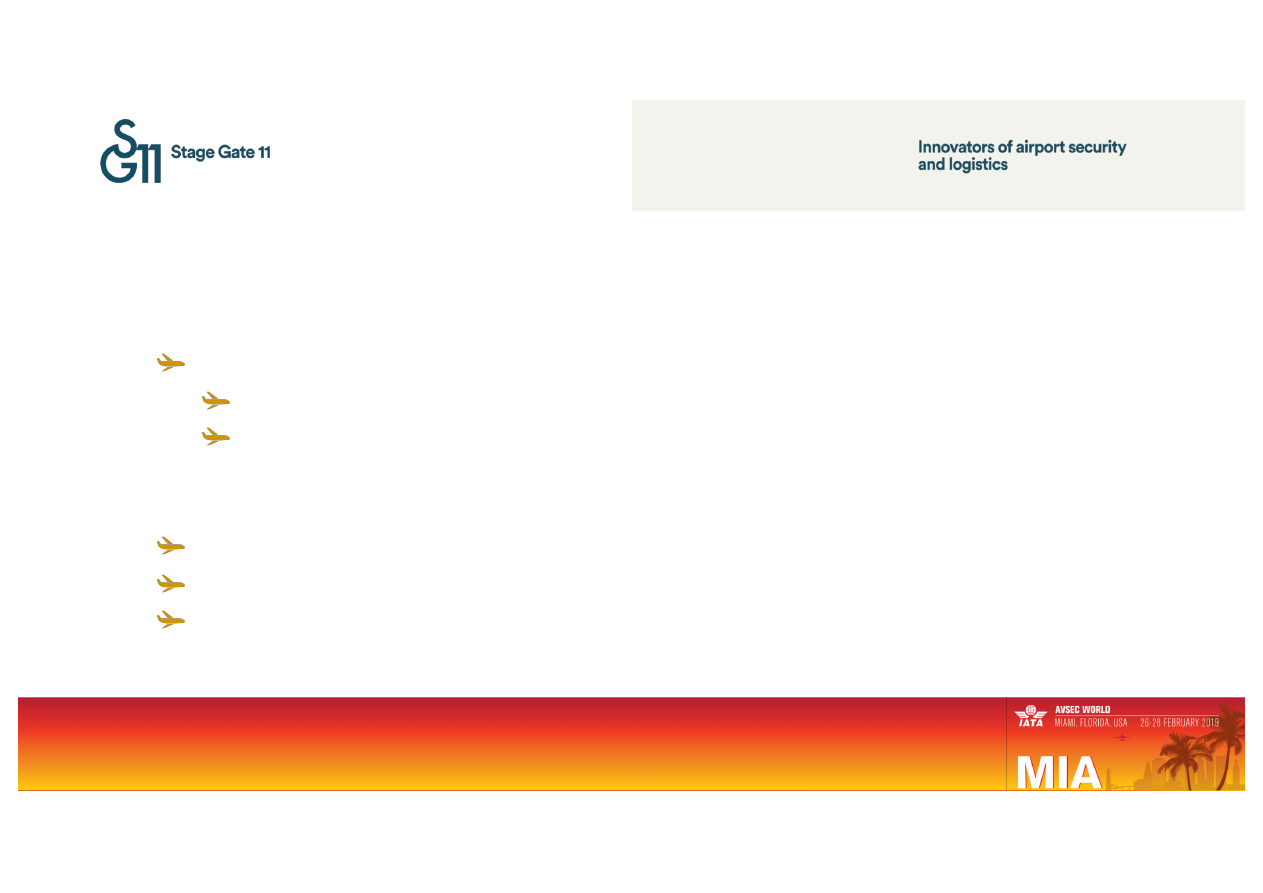 SG11
Stage Gate 11
Innovators of airport security
and logistics
IATA
AVSEC WORLD
MIAMI, FLORIDA, USA 26-28 FEBRUARY 2019
MIA